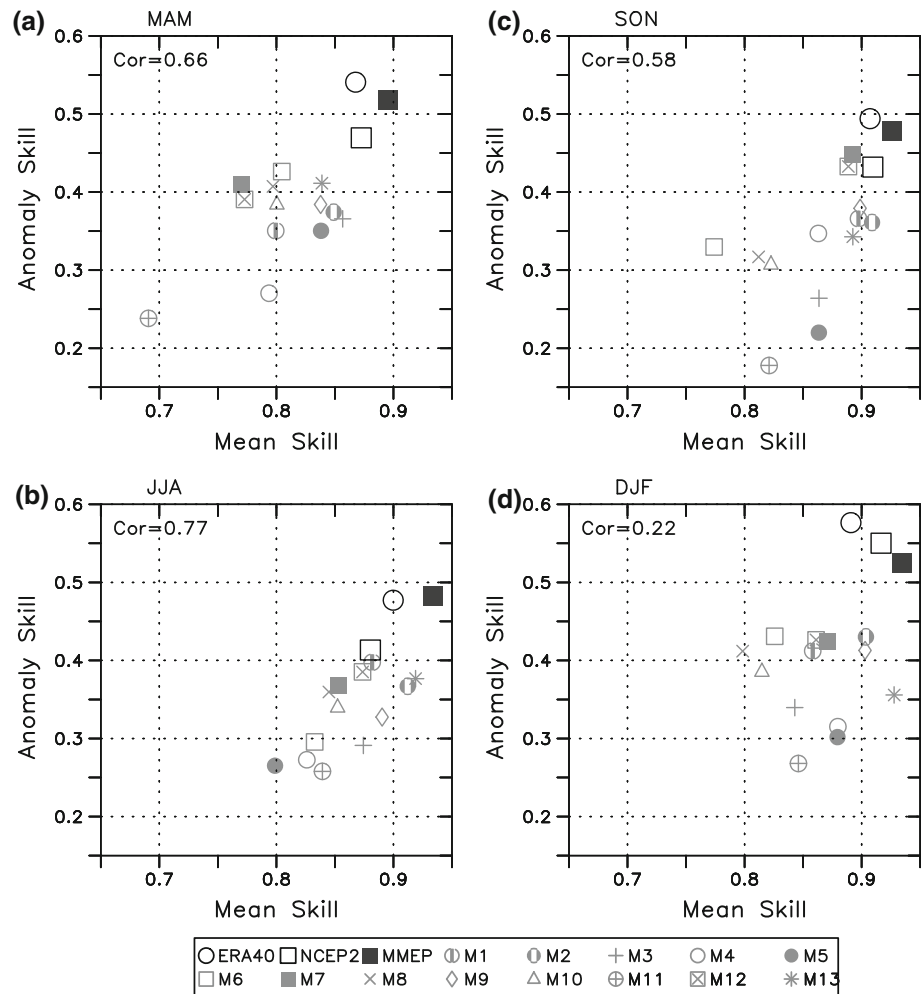 (a) MAM
Cor=0.66
0.6
0.5
0.4
0.3
0.2
Anomaly Skill
0.7 0.8 0.9
Mean Skill
(c) SON
Cor=0.58
0.6
0.5
0.4
0.3
0.2
Anomaly Skill
0.7 0.8 0.9
Mean Skill
(b) JJA
Cor=0.77
0.6
0.5
0.4
0.3
0.2
Anomaly Skill
0.7 0.8 0.9
Mean Skill
(d) DJF
Cor=0.22
0.6
0.5
0.4
0.3
0.2
Anomaly Skill
0.7 0.8 0.9
Mean Skill
ERA40 NCEP2 MMEP M1 M2 M3 M4 M5
M6 M7 M8 M9 M10 M11 M12 M13